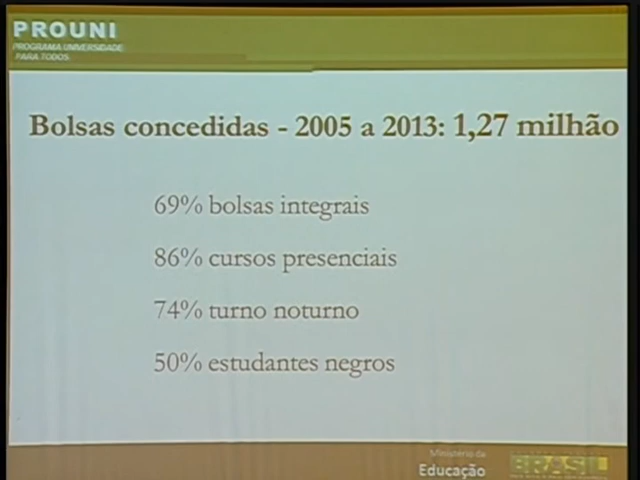 PROUNI
PROGRAMA UNIVERSIDADE
PARA TODOS
Bolsas concedidas - 2005 a 2013: 1,27 milhão
69% bolsas integrais
86% cursos presenciais
74% turno noturno
50% estudantes negros
Ministério da
Educação
BRASIL